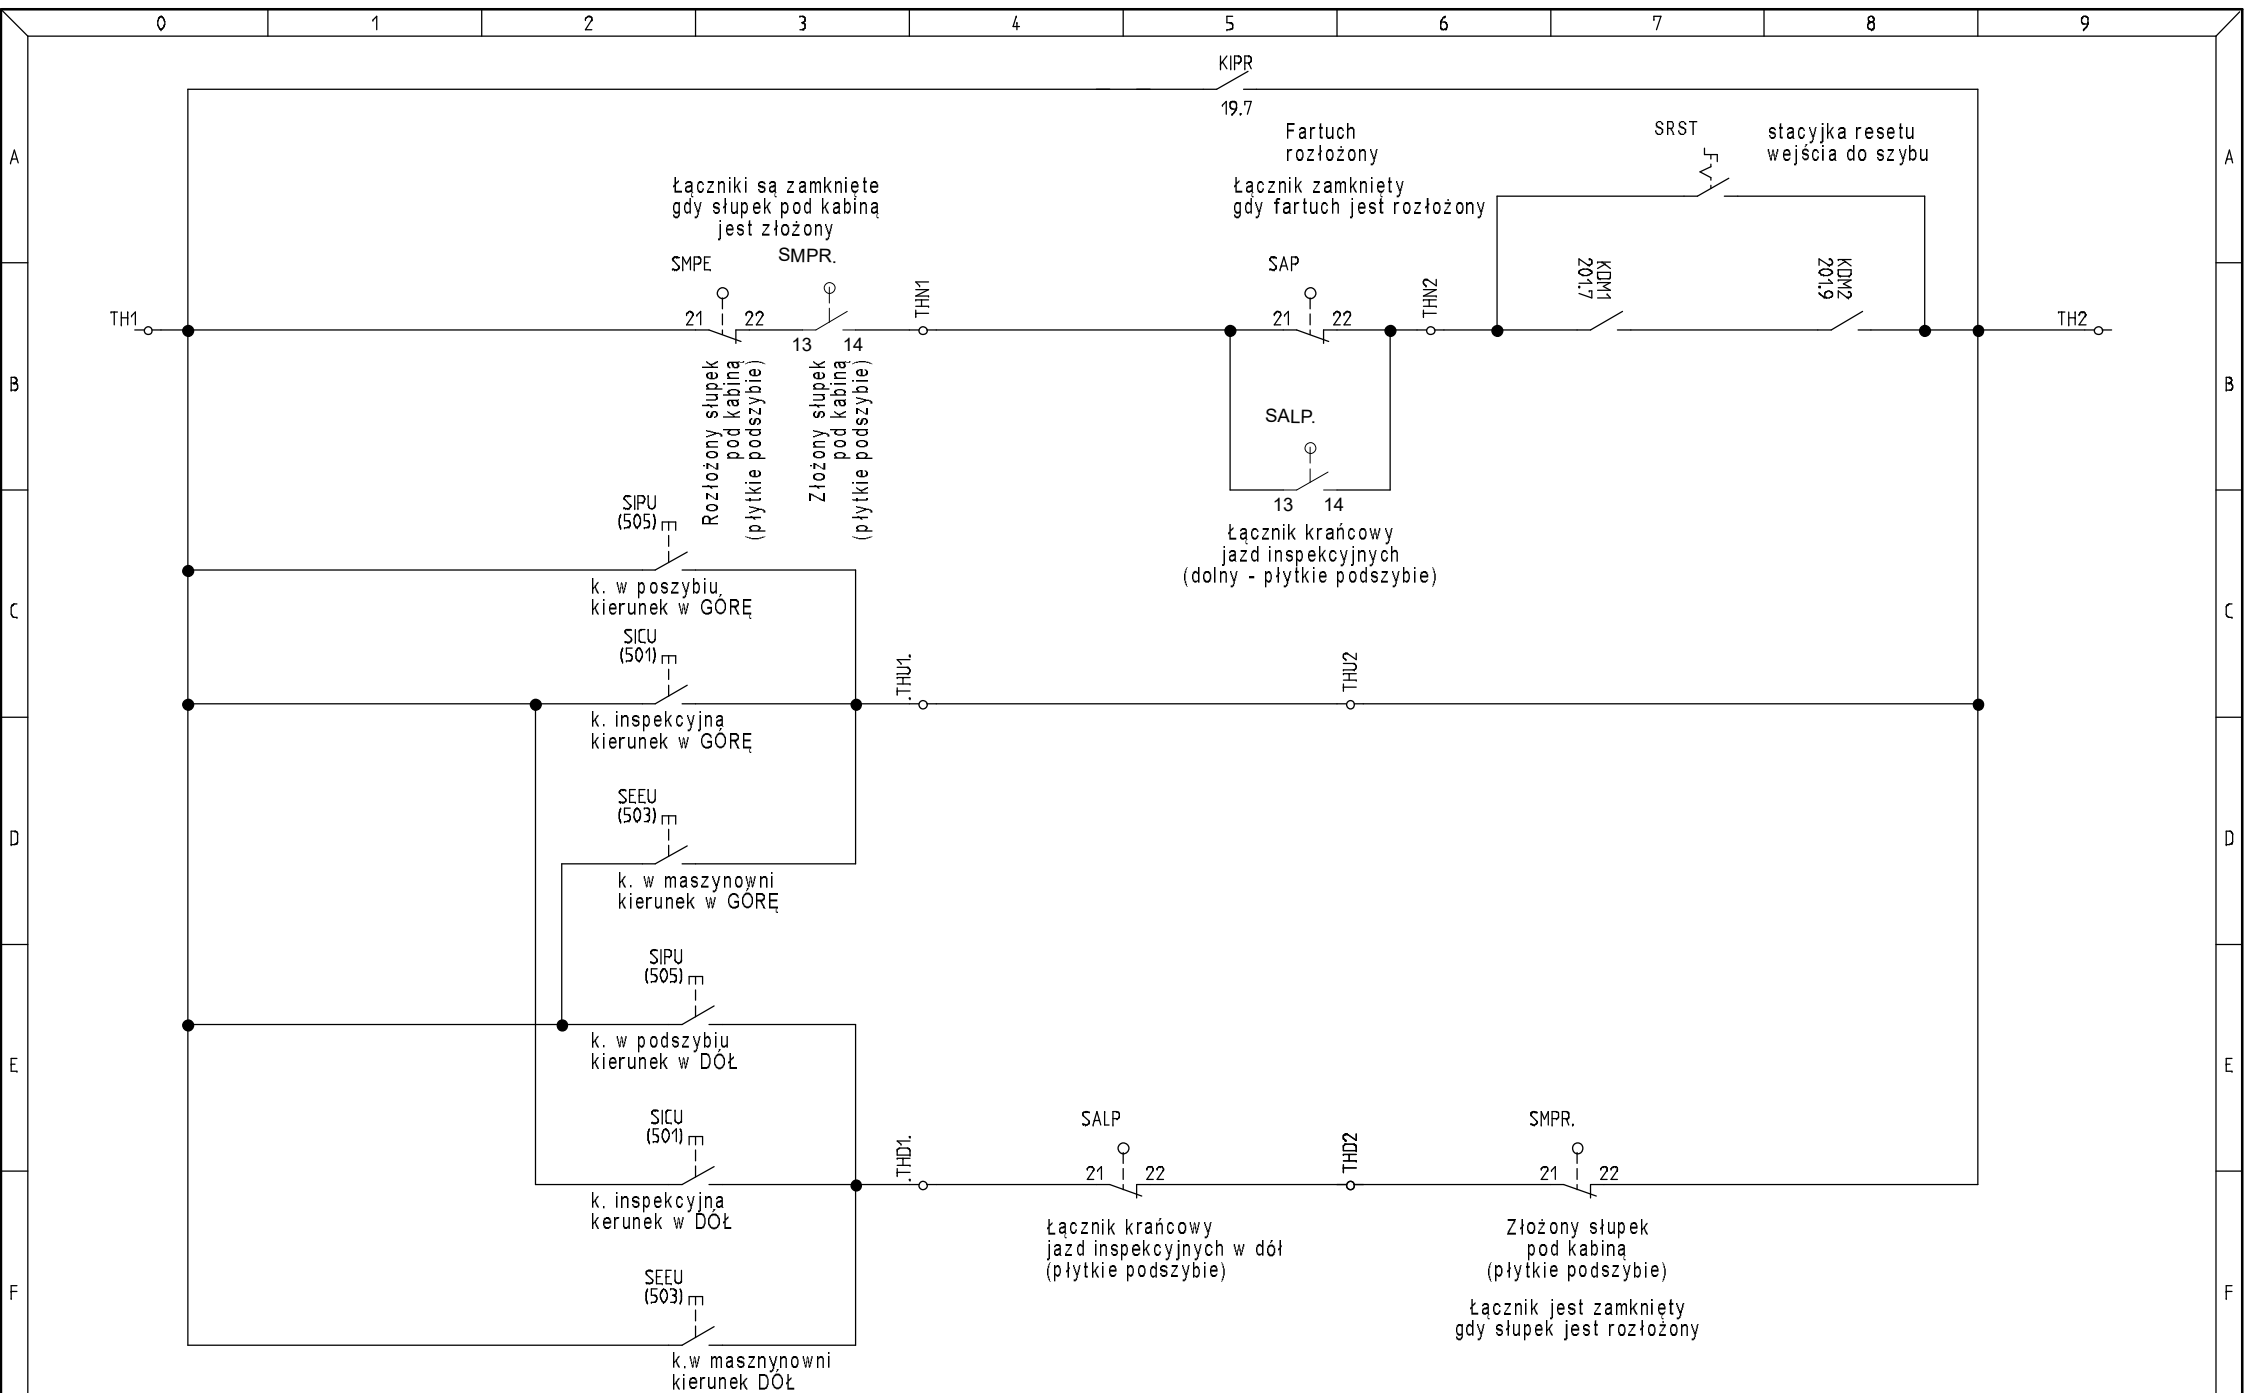 0 1 2 3 4 5 6 7 8 9
KIPR
19.7
A
A
Fartuch
rozłożony
Łącznik zamknięty
gdy fartuch jest rozłożony
SRST
stacyjka resetu
wejścia do szybu
Łączniki są zamknięte
gdy słupek pod kabiną
jest złożony
SMPE
SMPR.
THN1
SAP
THN2
KDM1
201.7
KDM2
201.9
TH1
21 22
13 14
21 22
TH2
B
B
Rozłożony słupek
pod kabiną
(płytkie podszybie)
Złożony słupek
pod kabiną
(płytkie podszybie)
SALP.
13 14
Łącznik krańcowy
jazd inspekcyjnych
(dolny - płytkie podszybie)
SIPU
(505)
k. w poszybiu,
kierunek w GÓRĘ
C
C
SICU
(501)
k. inspekcyjna
kierunek w GÓRĘ
.THU1.
THU2
SEEU
(503)
k. w maszynowni
kierunek w GÓRĘ
D
D
SIPU
(505)
k. w podszybiu
kierunek w DÓŁ
E
E
SICU
(501)
k. inspekcyjna
kerunek w DÓŁ
.THD1.
SALP
21 22
THD2
SMPR.
21 22
Łącznik krańcowy
jazd inspekcyjnych w dół
(płytkie podszybie)
Złożony słupek
pod kabiną
(płytkie podszybie)
Łącznik jest zamknięty
gdy słupek jest rozłożony
F
F
SEEU
(503)
k.w masznynowni
kierunek DÓŁ